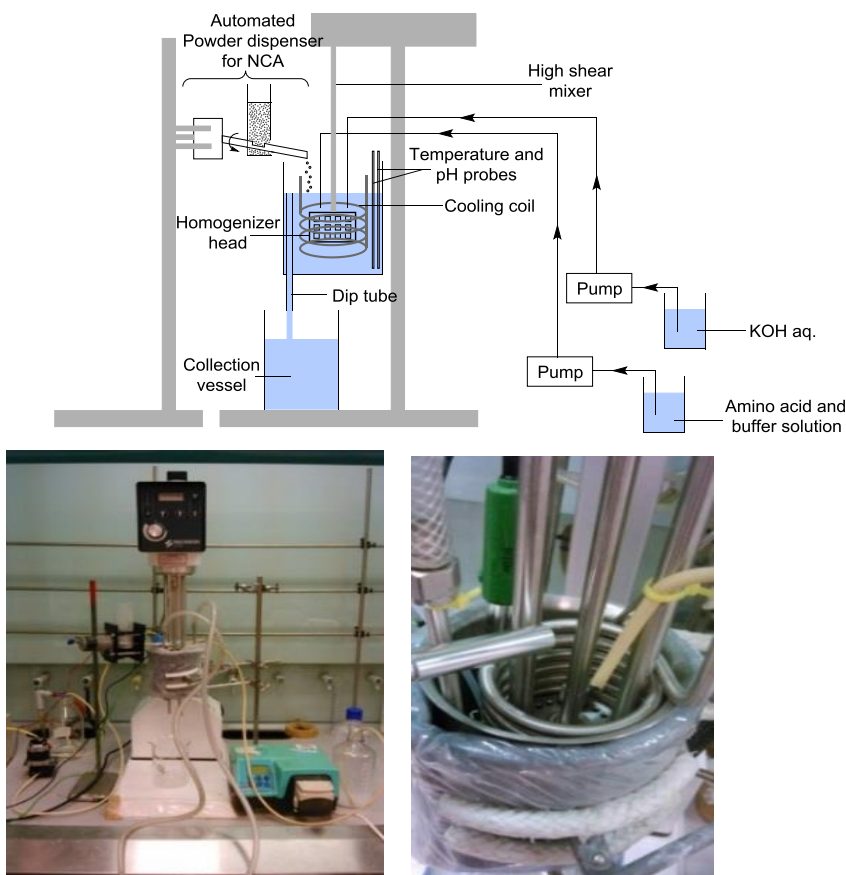 Automated
Powder dispenser
for NCA
High shear
mixer
Temperature and
pH probes
Cooling coil
Homogenizer
head
Dip tube
Pump
KOH aq.
Collection
vessel
Pump
Amino acid and
buffer solution